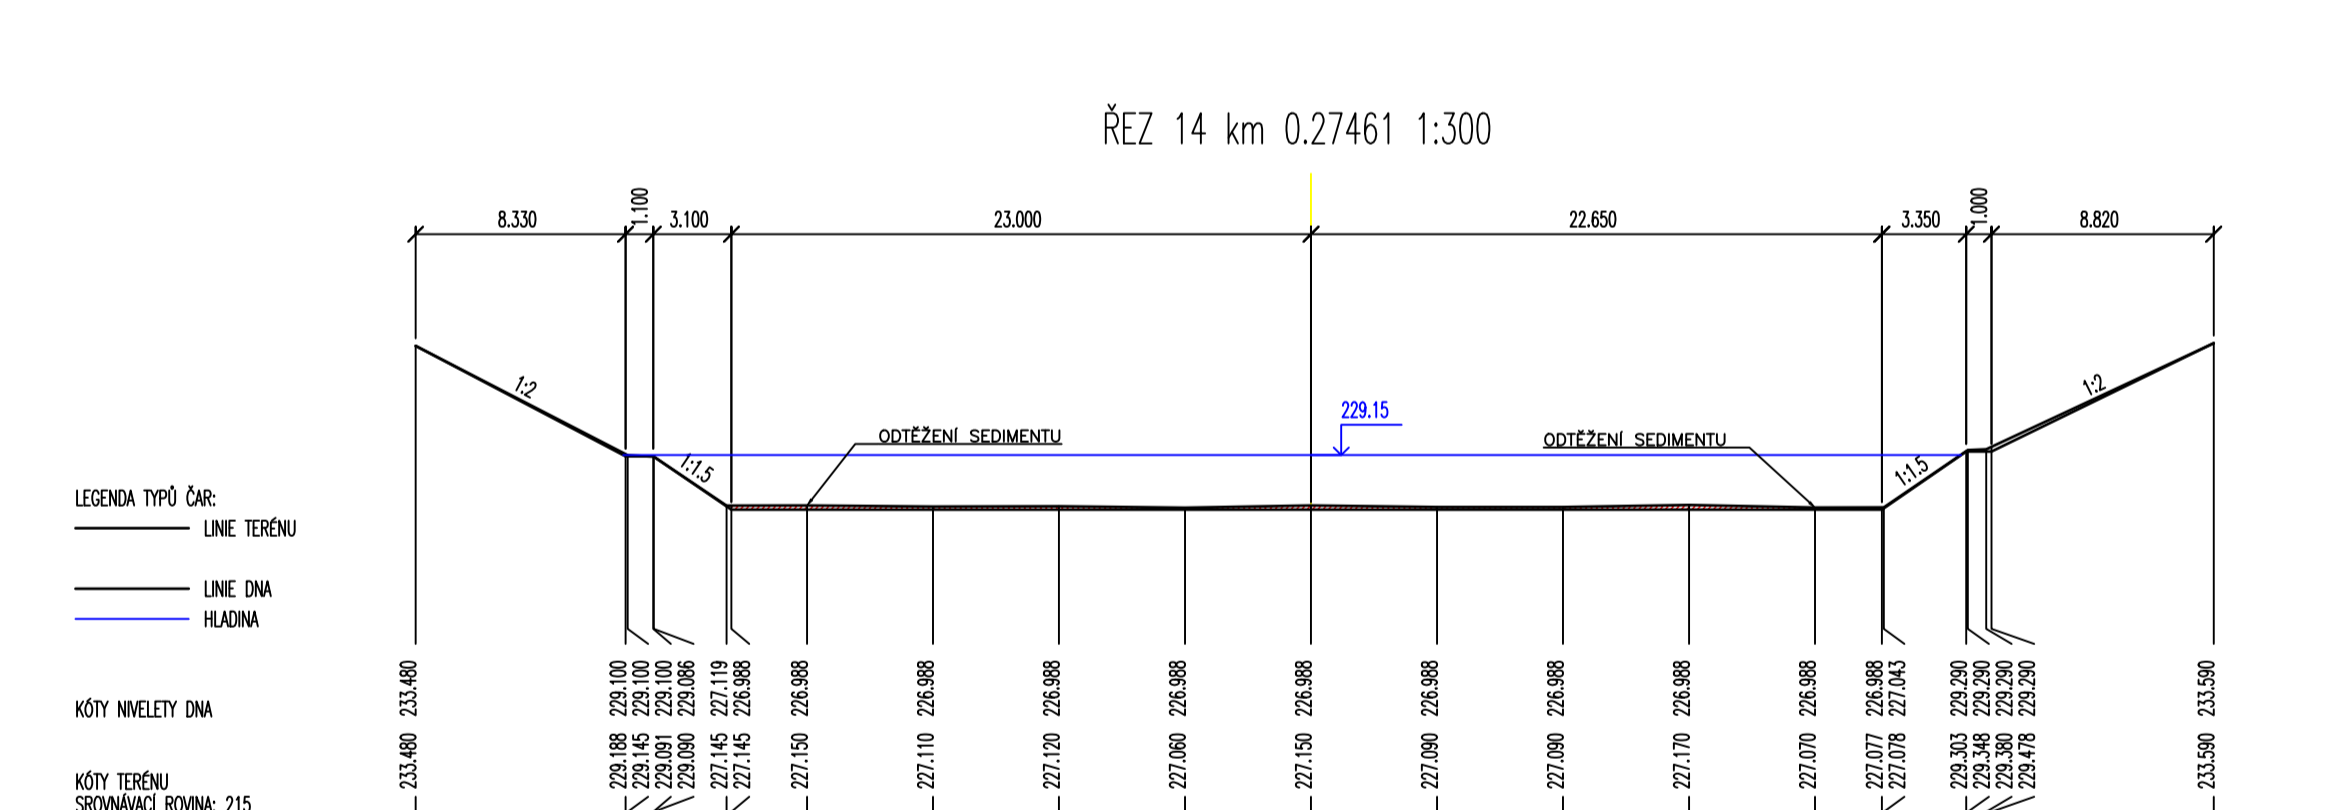 ŘEZ 14 km 0.27461 1:300
8.330 1.100 3.100 23.000 22.650 3.350 1.000 8.820
1:2 1:2
229.15
ODTĚŽENÍ SEDIMENTU ODTĚŽENÍ SEDIMENTU
1:1.5 1:1.5
LEGENDA TYPŮ ČAR:
LINIE TERÉNU
LINIE DNA
HLADINA
KÓTY NIVELETY DNA 233.480 229.100 229.100 229.100 229.086 227.119 226.988 226.988 226.988 226.988 226.988 226.988 226.988 226.988 226.988 226.988 226.988 227.043 229.290 229.290 229.290 229.290 233.590
KÓTY TERÉNU 233.480 229.188 229.145 229.091 229.090 227.145 227.145 227.150 227.110 227.120 227.060 227.150 227.090 227.090 227.170 227.070 227.077 227.078 229.303 229.348 229.380 229.478 233.590
SROVNÁVACÍ ROVINA: 215